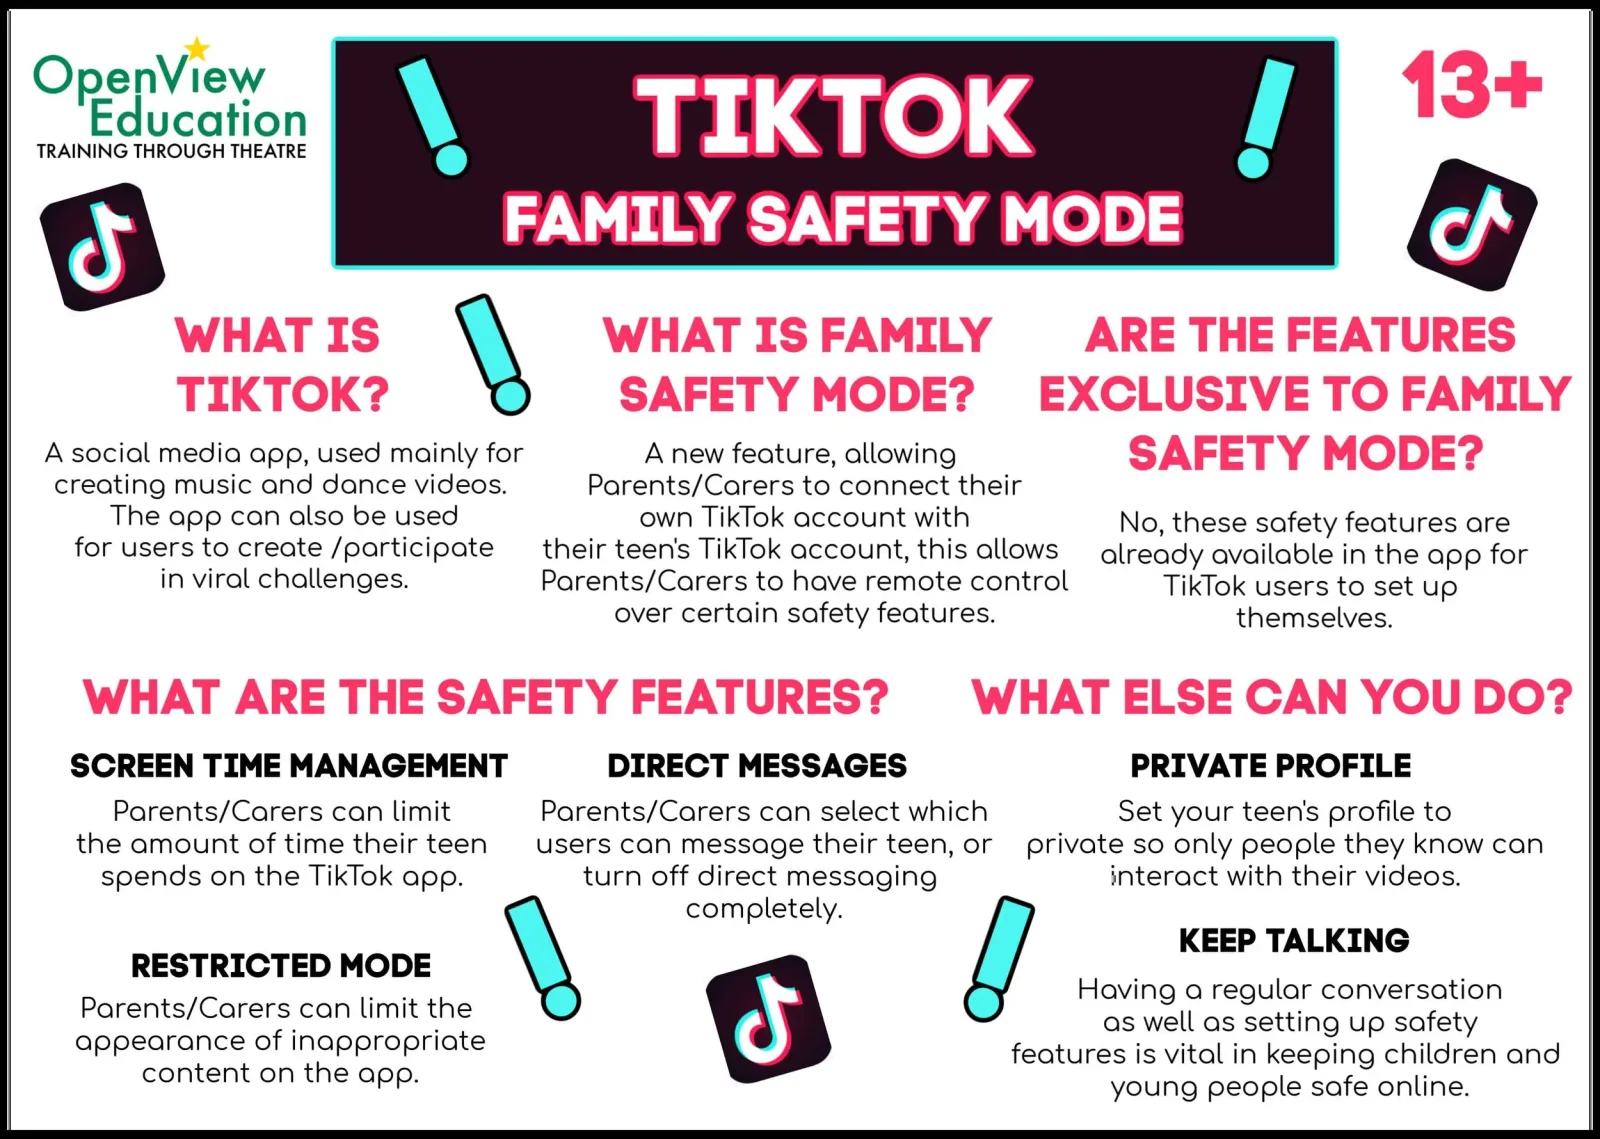 OpenView
Education
TRAINING THROUGH THEATRE
TIKTOK
FAMILY SAFETY MODE
13+
WHAT IS
TIKTOK?
A social media app, used mainly for
creating music and dance videos.
The app can also be used
for users to create /participate
in viral challenges.
WHAT IS FAMILY
SAFETY MODE?
A new feature, allowing
Parents/Carers to connect their
own TikTok account with
their teen's TikTok account, this allows
Parents/Carers to have remote control
over certain safety features.
ARE THE FEATURES
EXCLUSIVE TO FAMILY
SAFETY MODE?
No, these safety features are
already available in the app for
TikTok users to set up
themselves.
WHAT ARE THE SAFETY FEATURES?
SCREEN TIME MANAGEMENT
Parents/Carers can limit
the amount of time their teen
spends on the TikTok app.
RESTRICTED MODE
Parents/Carers can limit the
appearance of inappropriate
content on the app.
DIRECT MESSAGES
Parents/Carers can select which
users can message their teen, or
turn off direct messaging
completely.
WHAT ELSE CAN YOU DO?
PRIVATE PROFILE
Set your teen's profile to
private so only people they know can
interact with their videos.
KEEP TALKING
Having a regular conversation
as well as setting up safety
features is vital in keeping children and
young people safe online.